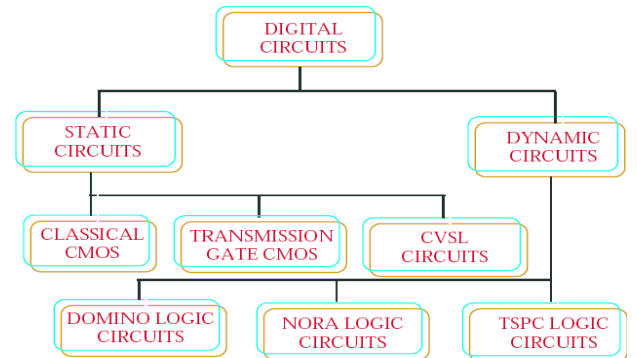 DIGITAL
CIRCUITS
STATIC
CIRCUITS
DYNAMIC
CIRCUITS
CLASSICAL
CMOS
TRANSMISSION
GATE CMOS
CVSL
CIRCUITS
DOMINO LOGIC
CIRCUITS
NORA LOGIC
CIRCUITS
TSPC LOGIC
CIRCUITS